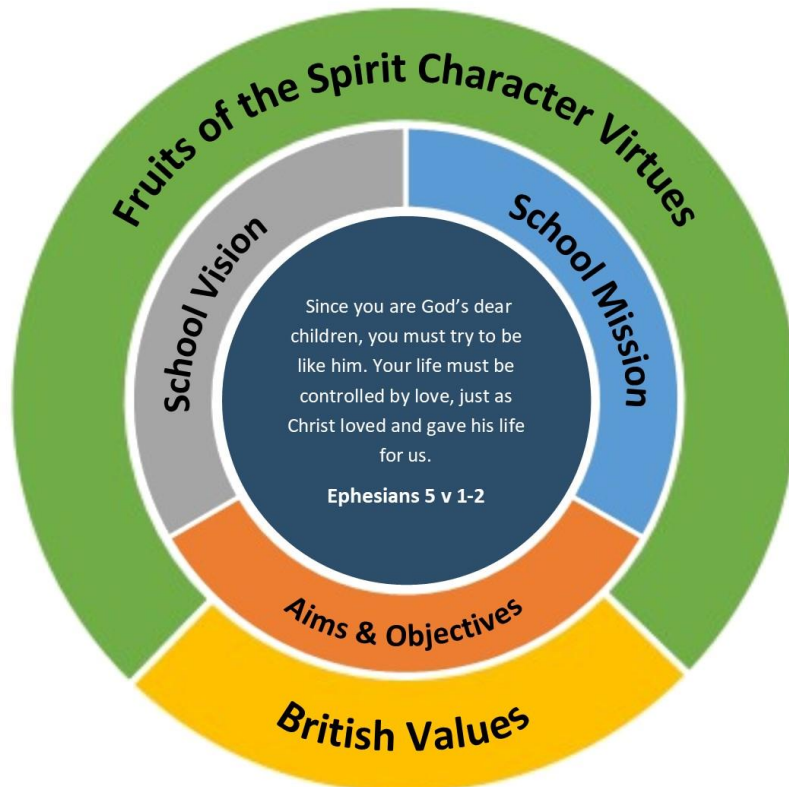 Fruits of the Spirit Character Virtues
School Vision
School Mission
Since you are God’s dear
children, you must try to be
like him. Your life must be
controlled by love, just as
Christ loved and gave his life
for us.
Ephesians 5 v 1-2
Aims & Objectives
British Values